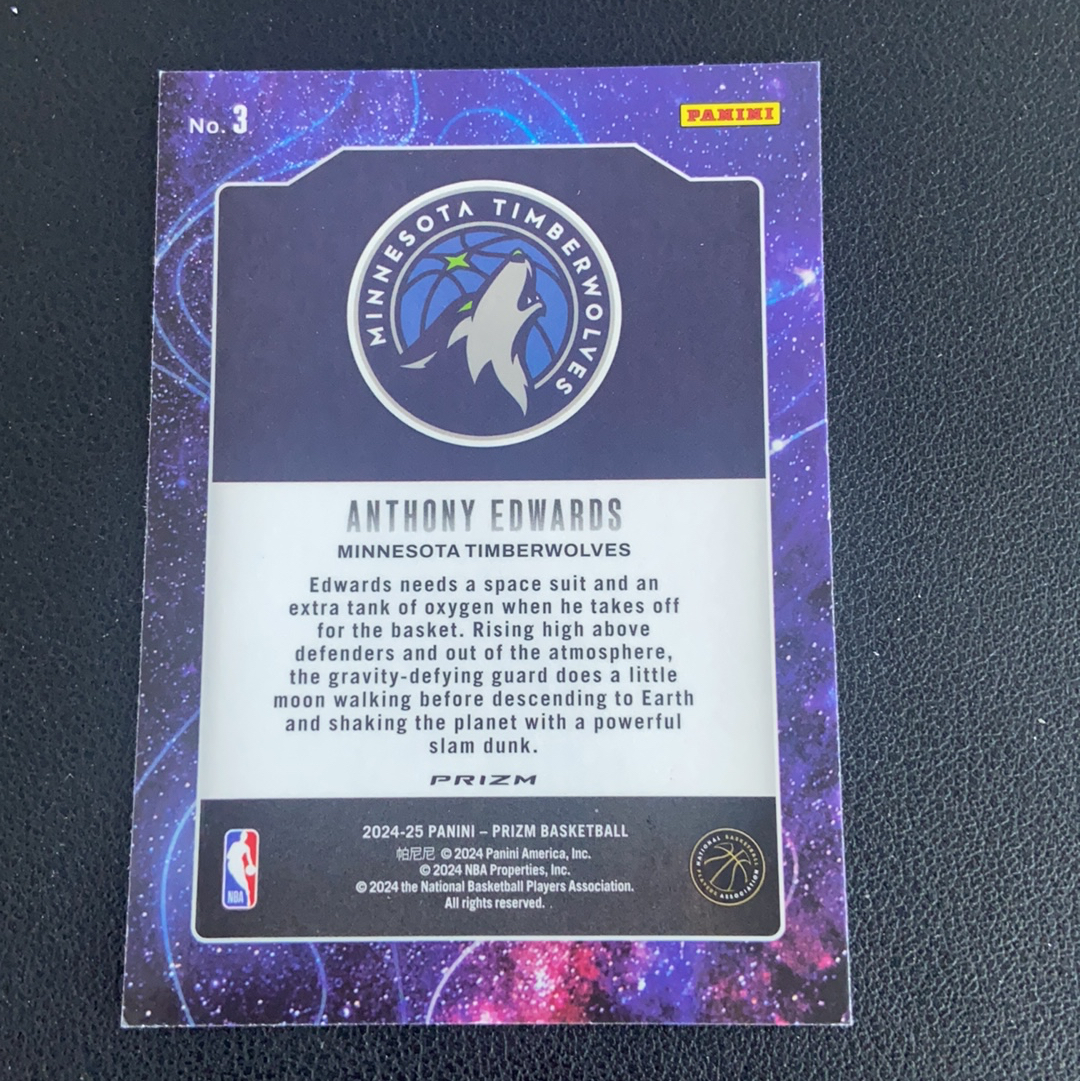 No. 3
PANINI
MINNESOTA TIMBERWOLVES
ANTHONY EDWARDS
MINNESOTA TIMBERWOLVES
Edwards needs a space suit and an
extra tank of oxygen when he takes off
for the basket. Rising high above
defenders and out of the atmosphere,
the gravity-defying guard does a little
moon walking before descending to Earth
and shaking the planet with a powerful
slam dunk.
PRIZM
2024-25 PANINI – PRIZM BASKETBALL
帕尼尼 © 2024 Panini America, Inc.
© 2024 NBA Properties, Inc.
© 2024 the National Basketball Players Association.
All rights reserved.
NBA
NATIONAL BASKETBALL PLAYERS ASSOCIATION